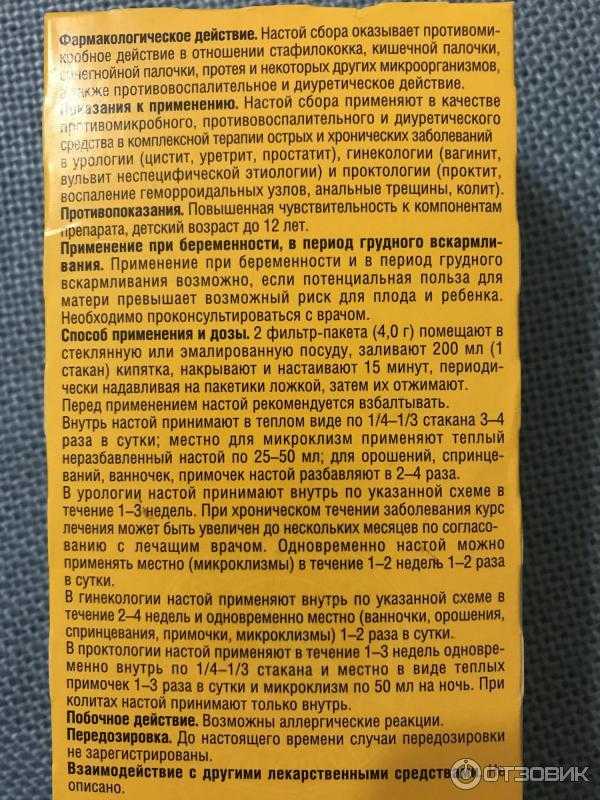 Фармакологическое действие. Настой сбора оказывает противоми-
кробное действие в отношении стафилококка, кишечной палочки,
синегнойной палочки, протея и некоторых других микроорганизмов,
а также противовоспалительное и диуретическое действие.
Показания к применению. Настой сбора применяют в качестве
противомикробного, противовоспалительного и диуретического
средства в комплексной терапии острых и хронических заболеваний
в урологии (цистит, уретрит, простатит), гинекологии (вагинит,
вульвит неспецифической этиологии) и проктологии (проктит,
воспаление геморроидальных узлов, анальные трещины, колит).
Противопоказания. Повышенная чувствительность к компонентам
препарата, детский возраст до 12 лет.
Применение при беременности, в период грудного вскармли-
вания. Применение при беременности и в период грудного
вскармливания возможно, если потенциальная польза для
матери превышает возможный риск для плода и ребенка.
Необходимо проконсультироваться с врачом.
Способ применения и дозы. 2 фильтр-пакета (4,0 г) помещают в
стеклянную или эмалированную посуду, заливают 200 мл (1
стакан) кипятка, накрывают и настаивают 15 минут, периоди-
чески надавливая на пакетики ложкой, затем их отжимают.
Перед применением настой рекомендуется взбалтывать.
Внутрь настой принимают в теплом виде по 1/4–1/3 стакана 3–4
раза в сутки; местно для микроклизм применяют теплый
неразбавленный настой по 25–50 мл; для орошений, спринце-
ваний, ванночек, примочек настой разбавляют в 2–4 раза.
В урологии настой принимают внутрь по указанной схеме в
течение 1–3 недель. При хроническом течении заболевания курс
лечения может быть увеличен до нескольких месяцев по согласо-
ванию с лечащим врачом. Одновременно настой можно
применять местно (микроклизмы) в течение 1–2 недель 1–2 раза
в сутки.
В гинекологии настой применяют внутрь по указанной схеме в
течение 2–4 недель и одновременно местно (ванночки, орошения,
спринцевания, примочки, микроклизмы) 1–2 раза в сутки.
В проктологии настой применяют в течение 1–3 недель одновре-
менно внутрь по 1/4–1/3 стакана и местно в виде теплых
примочек 1–3 раза в сутки и микроклизм по 50 мл на ночь. При
колитах настой принимают только внутрь.
Побочное действие. Возможны аллергические реакции.
Передозировка. До настоящего времени случаи передозировки
не зарегистрированы.
Взаимодействие с другими лекарственными средствами. Не
описано.
ОТЗОВИК